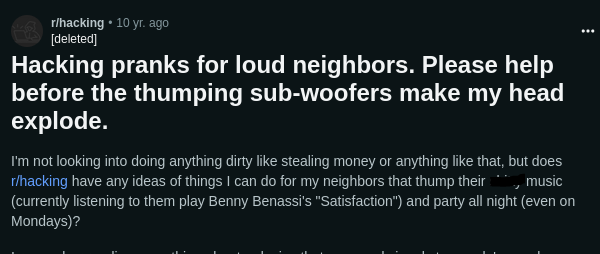 r/hacking • 10 yr. ago
[deleted]
Hacking pranks for loud neighbors. Please help
before the thumping sub-woofers make my head
explode.
I'm not looking into doing anything dirty like stealing money or anything like that, but does
r/hacking have any ideas of things I can do for my neighbors that thump their music
(currently listening to them play Benny Benassi's "Satisfaction") and party all night (even on
Mondays)?